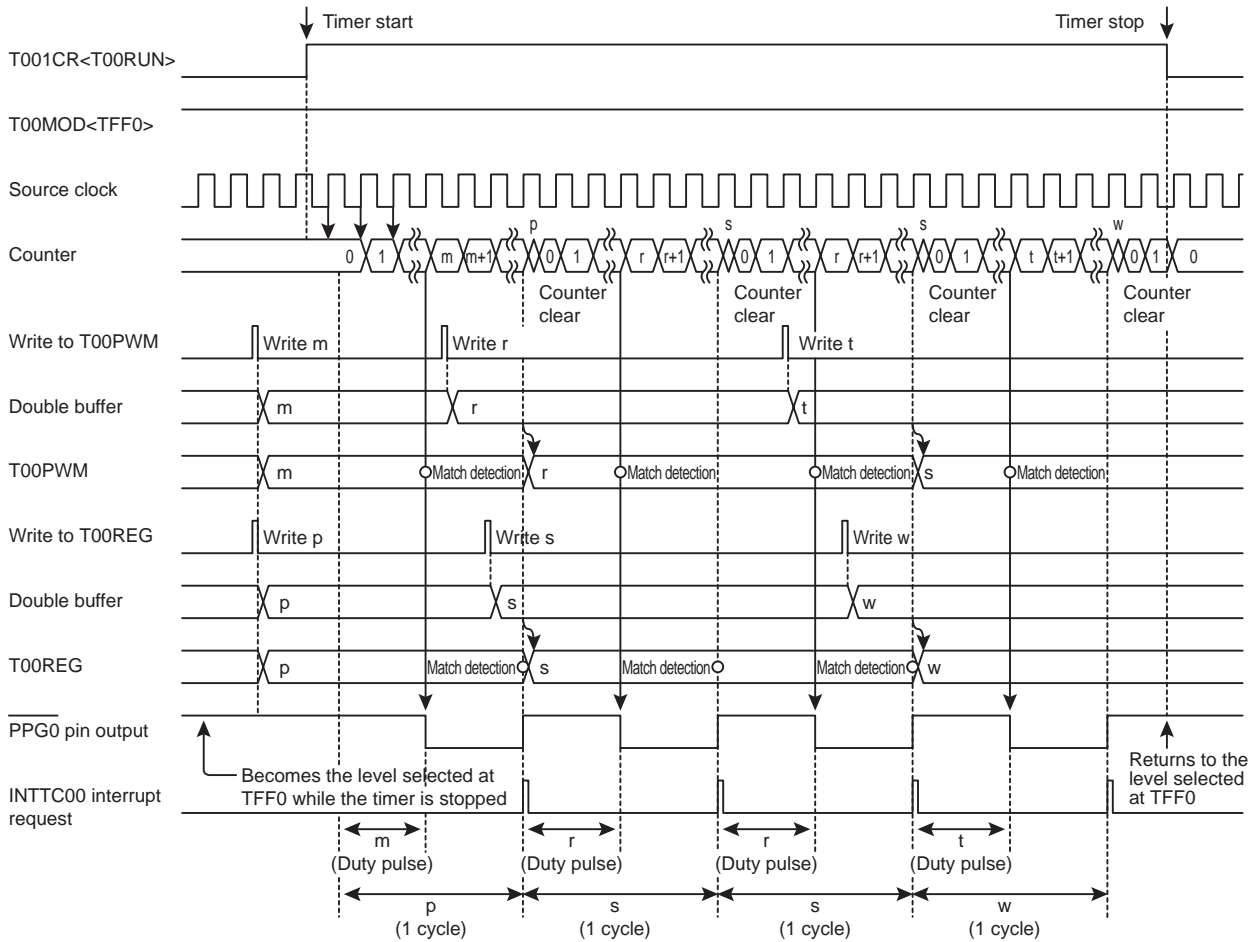 Timer start
Timer stop
T001CR<T00RUN>
T00MOD<TFF0>
Source clock
p s s w
Counter
0 1 m m+1 0 1 r r+1 0 1 r r+1 0 1 t t+1 0 1 0
Counter clear
Counter clear
Counter clear
Counter clear
Write to T00PWM
Write m
Write r
Write t
Double buffer
m
r
t
T00PWM
m
Match detection
r
Match detection
Match detection
s
Match detection
Write to T00REG
Write p
Write s
Write w
Double buffer
p
s
w
T00REG
p
Match detection
s
Match detection
Match detection
w
PPG0 pin output
Becomes the level selected at
TFF0 while the timer is stopped
Returns to the
level selected
at TFF0
INTTC00 interrupt
request
m
(Duty pulse)
r
(Duty pulse)
r
(Duty pulse)
t
(Duty pulse)
p
(1 cycle)
s
(1 cycle)
s
(1 cycle)
w
(1 cycle)